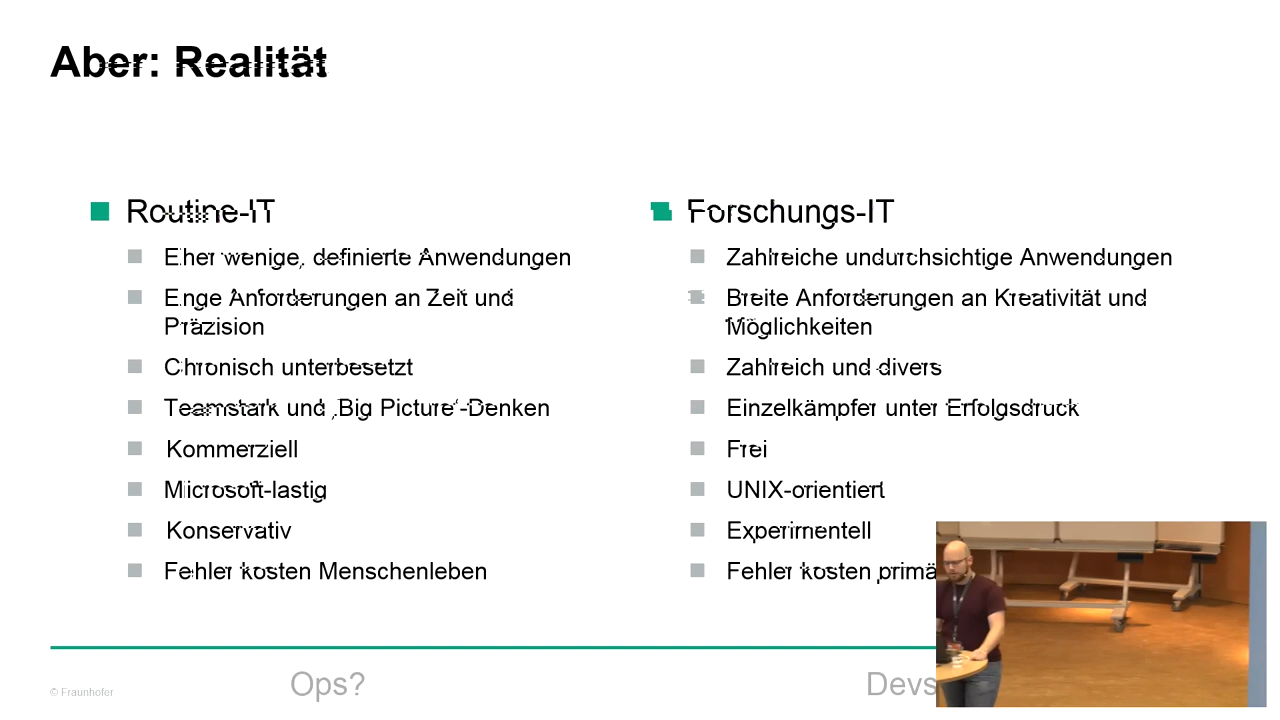 Aber: Realität
Routine-IT
Eher wenige, definierte Anwendungen
Enge Anforderungen an Zeit und
Präzision
Chronisch unterbesetzt
Teamstark und ‚Big Picture‘-Denken
Kommerziell
Microsoft-lastig
Konservativ
Fehler kosten Menschenleben
Forschungs-IT
Zahlreiche undurchsichtige Anwendungen
Breite Anforderungen an Kreativität und
Möglichkeiten
Zahlreich und divers
Einzelkämpfer unter Erfolgsdruck
Frei
UNIX-orientiert
Experimentell
Fehler kosten
© Fraunhofer
Ops?
Devs